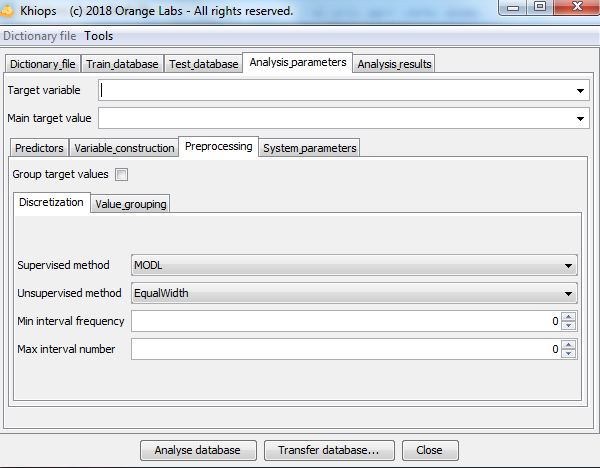 Khiops (c) 2018 Orange Labs - All rights reserved.
Dictionary file Tools
Dictionary_file Train_database Test_database Analysis_parameters Analysis_results
Target variable
Main target value
Predictors Variable_construction Preprocessing System_parameters
Group target values
Discretization Value_grouping
Supervised method MODL
Unsupervised method EqualWidth
Min interval frequency 0
Max interval number 0
Analyse database Transfer database... Close